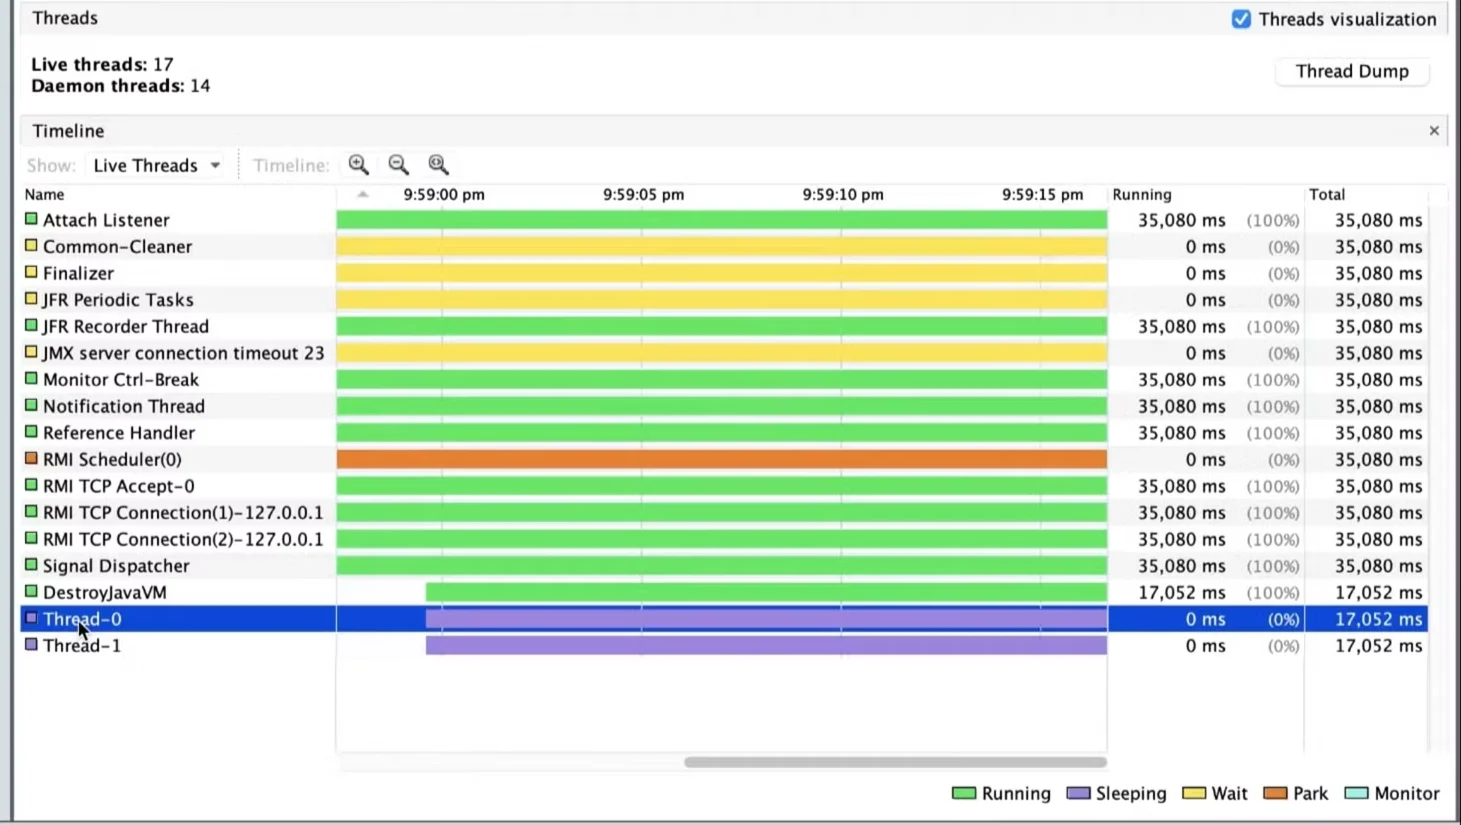 Threads
Threads visualization
Live threads: 17
Daemon threads: 14
Thread Dump
Timeline
Show: Live Threads Timeline:
Name 9:59:00 pm 9:59:05 pm 9:59:10 pm 9:59:15 pm Running Total
Attach Listener 35,080 ms (100%) 35,080 ms
Common-Cleaner 0 ms (0%) 35,080 ms
Finalizer 0 ms (0%) 35,080 ms
JFR Periodic Tasks 0 ms (0%) 35,080 ms
JFR Recorder Thread 35,080 ms (100%) 35,080 ms
JMX server connection timeout 23 0 ms (0%) 35,080 ms
Monitor Ctrl-Break 35,080 ms (100%) 35,080 ms
Notification Thread 35,080 ms (100%) 35,080 ms
Reference Handler 35,080 ms (100%) 35,080 ms
RMI Scheduler(0) 0 ms (0%) 35,080 ms
RMI TCP Accept-0 35,080 ms (100%) 35,080 ms
RMI TCP Connection(1)-127.0.0.1 35,080 ms (100%) 35,080 ms
RMI TCP Connection(2)-127.0.0.1 35,080 ms (100%) 35,080 ms
Signal Dispatcher 35,080 ms (100%) 35,080 ms
DestroyJavaVM 17,052 ms (100%) 17,052 ms
Thread-0 0 ms (0%) 17,052 ms
Thread-1 0 ms (0%) 17,052 ms
Running Sleeping Wait Park Monitor